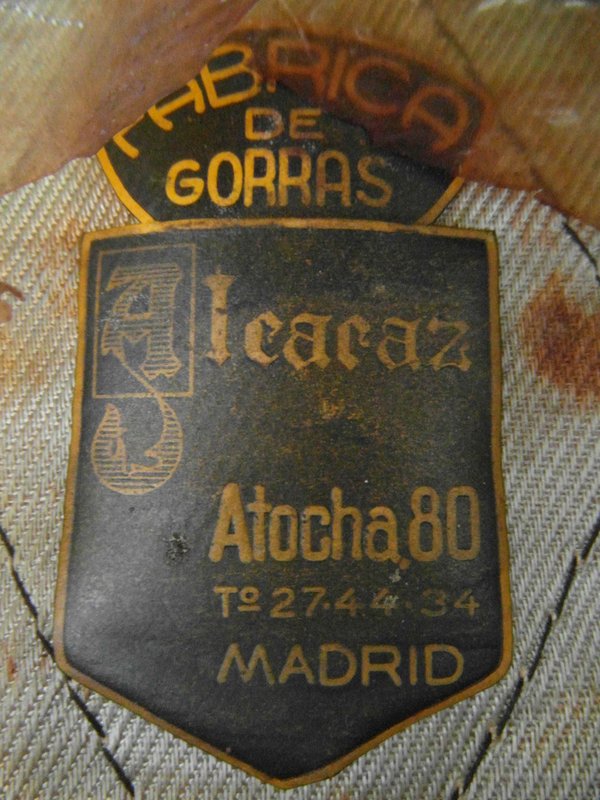 FABRICA
DE
GORRAS
Alcaraz
Atocha, 80
Tº 27·44·34
MADRID